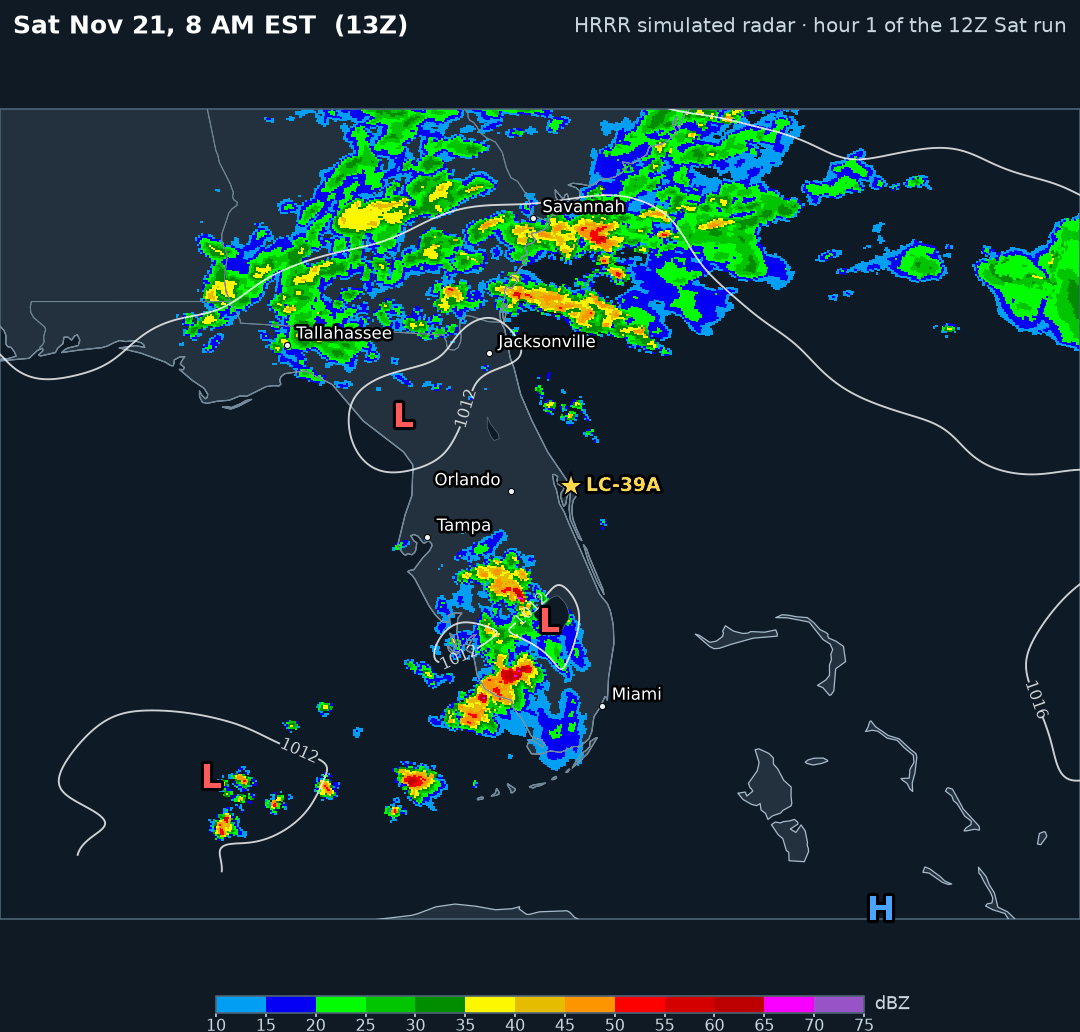 Sat Nov 21, 8 AM EST (13Z)
HRRR simulated radar · hour 1 of the 12Z Sat run
Savannah
Tallahassee
Jacksonville
L
1012
Orlando
LC-39A
Tampa
1012
L
1012
1016
Miami
1012
L
H
dBZ
10 15 20 25 30 35 40 45 50 55 60 65 70 75